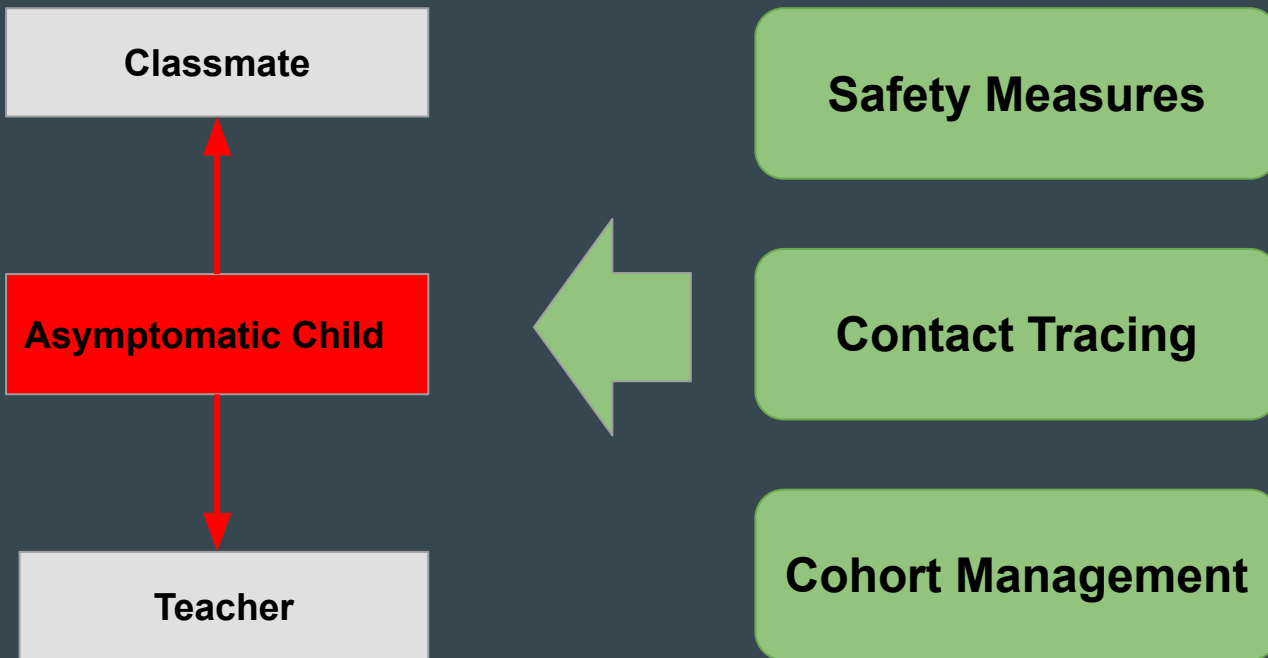 Classmate
Asymptomatic Child
Teacher
Safety Measures
Contact Tracing
Cohort Management